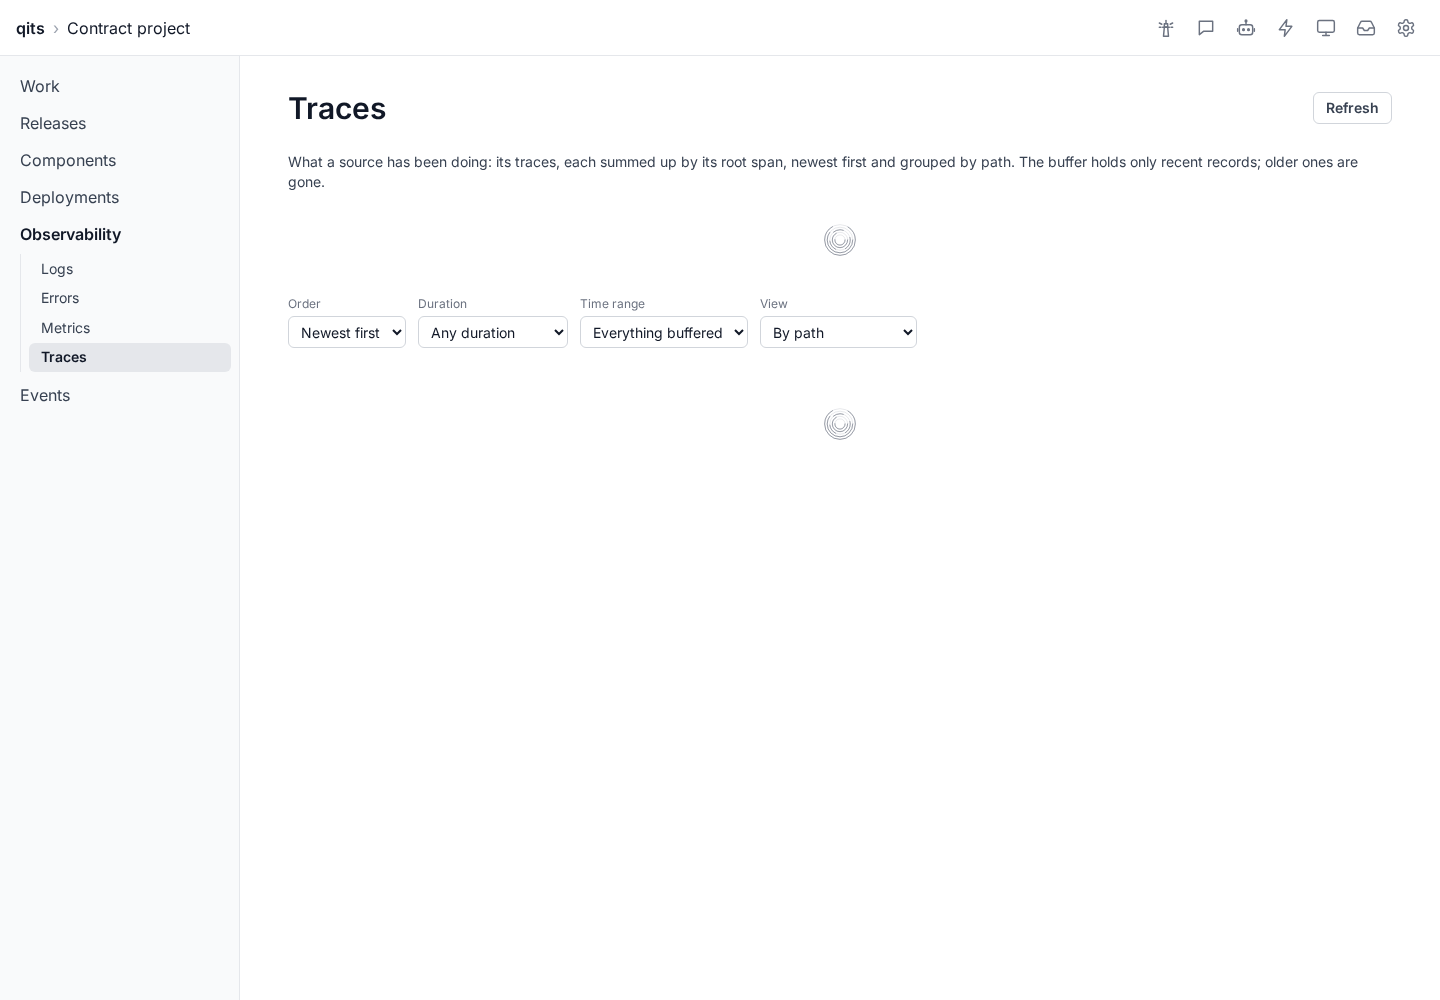 qits › Contract project
Work
Releases
Components
Deployments
Observability
Logs
Errors
Metrics
Traces
Events
Traces
Refresh
What a source has been doing: its traces, each summed up by its root span, newest first and grouped by path. The buffer holds only recent records; older ones are
gone.
Order Duration Time range View
Newest first Any duration Everything buffered By path